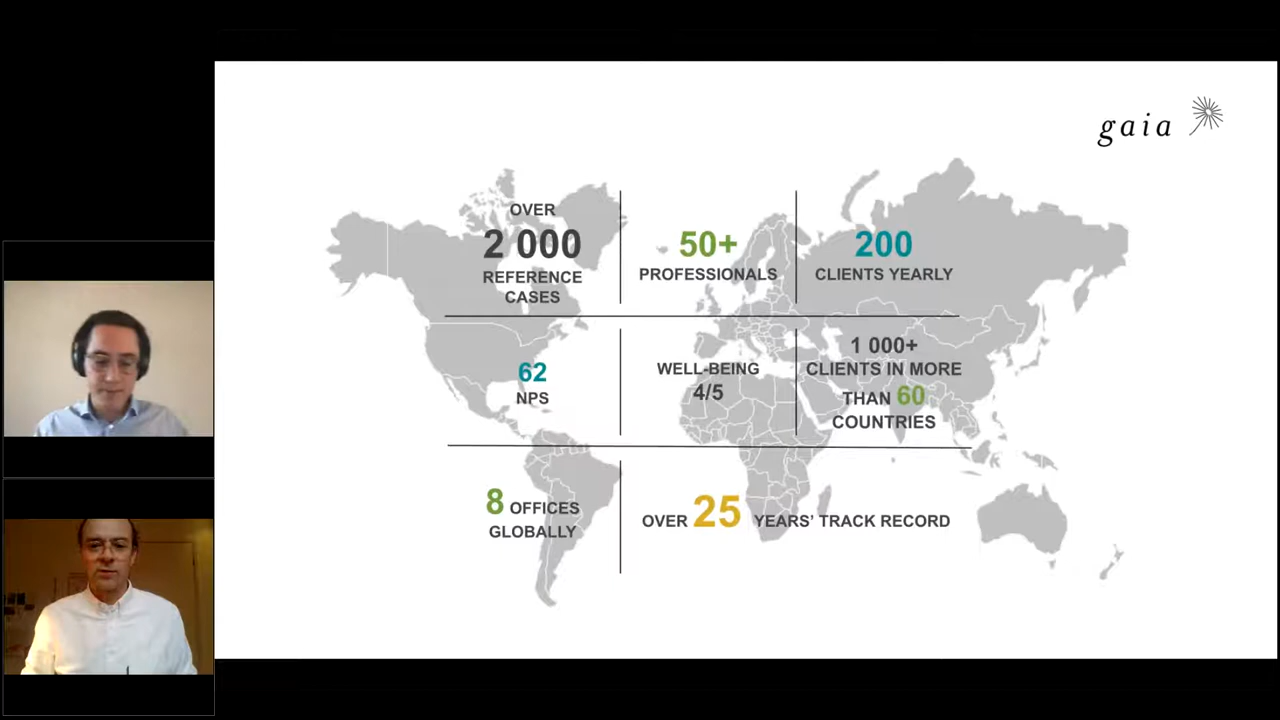 gaia
OVER
2 000
REFERENCE
CASES
50+
PROFESSIONALS
200
CLIENTS YEARLY
62
NPS
WELL-BEING
4/5
1 000+
CLIENTS IN MORE
THAN 60
COUNTRIES
8 OFFICES
GLOBALLY
OVER 25 YEARS' TRACK RECORD